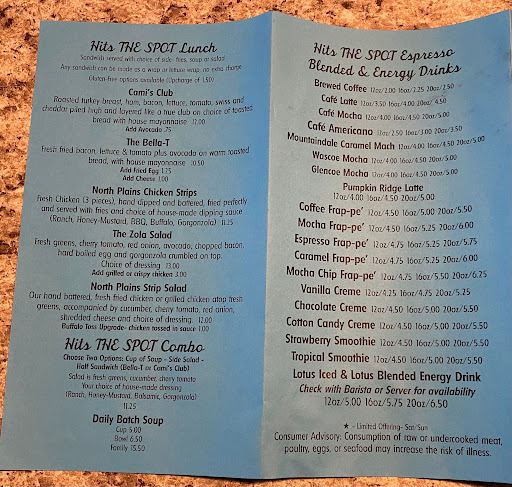 Hits THE SPOT Lunch
Sandwich served with choice of side- fries, soup or salad
Any sandwich can be made as a wrap or lettuce wrap- no extra charge
Gluten-free options available (Upcharge of 1.50)
Cami's Club
Roasted turkey breast, ham, bacon, lettuce, tomato, swiss and
cheddar piled high and layered like a true club on choice of toasted
bread with house mayonnaise 12.00
Add Avocado .75
The Bella-T
Fresh fried bacon, lettuce & tomato plus avocado on warm toasted
bread, with house mayonnaise 10.50
Add Fried Egg 1.25
Add Cheese 1.00
North Plains Chicken Strips
Fresh Chicken (3 pieces), hand dipped and battered, fried perfectly
and served with fries and choice of house-made dipping sauce
(Ranch, Honey-Mustard, BBQ, Buffalo, Gorgonzola) 11.25
The Zola Salad
Fresh greens, cherry tomato, red onion, avocado, chopped bacon,
hard boiled egg and gorgonzola crumbled on top.
Choice of dressing 13.00
Add grilled or crispy chicken 3.00
North Plains Strip Salad
Our hand battered, fresh fried chicken or grilled chicken atop fresh
greens, accompanied by cucumber, cherry tomato, red onion,
shredded cheese and choice of dressing. 12.00
Buffalo Toss Upgrade- chicken tossed in sauce 1.00
Hits THE SPOT Combo
Choose Two Options: Cup of Soup - Side Salad -
Half Sandwich (Bella-T or Cami's Club)
Salad is fresh greens, cucumber, cherry tomato
Your choice of house-made dressing
(Ranch, Honey-Mustard, Balsamic, Gorgonzola)
11.25
Daily Batch Soup
Cup 5.00
Bowl 6.50
Family 15.50
Hits THE SPOT Espresso
Blended & Energy Drinks
Brewed Coffee 12oz/2.00 16oz/2.25 20oz/2.50
Café Latte 12oz/3.50 16oz/4.00 20oz/4.50
Café Mocha 12oz/4.00 16oz/4.50 20oz/5.00
Café Americano 12oz/2.50 16oz/3.00 20oz/3.50
Mountaindale Caramel Mach 12oz/4.00 16oz/4.50 20oz/5.00
Wascoe Mocha 12oz/4.00 16oz/4.50 20oz/5.00
Glencoe Mocha 12oz/4.00 16oz/4.50 20oz/5.00
Pumpkin Ridge Latte
12oz/4.00 16oz/4.50 20oz/5.00
Coffee Frap-pe' 12oz/4.50 16oz/5.00 20oz/5.50
Mocha Frap-pe' 12oz/4.50 16oz/5.25 20oz/6.00
Espresso Frap-pe' 12oz/4.75 16oz/5.25 20oz/5.75
Caramel Frap-pe' 12oz/4.75 16oz/5.25 20oz/6.00
Mocha Chip Frap-pe' 12oz/4.75 16oz/5.50 20oz/6.25
Vanilla Creme 12oz/4.25 16oz/4.75 20oz/5.25
Chocolate Creme 12oz/4.50 16oz/5.00 20oz/5.50
Cotton Candy Creme 12oz/4.50 16oz/5.00 20oz/5.50
Strawberry Smoothie 12oz/4.50 16oz/5.00 20oz/5.50
Tropical Smoothie 12oz/4.50 16oz/5.00 20oz/5.50
Lotus Iced & Lotus Blended Energy Drink
Check with Barista or Server for availability
12oz/5.00 16oz/5.75 20oz/6.50
★ - Limited Offering- Sat/Sun
Consumer Advisory: Consumption of raw or undercooked meat,
poultry, eggs, or seafood may increase the risk of illness.